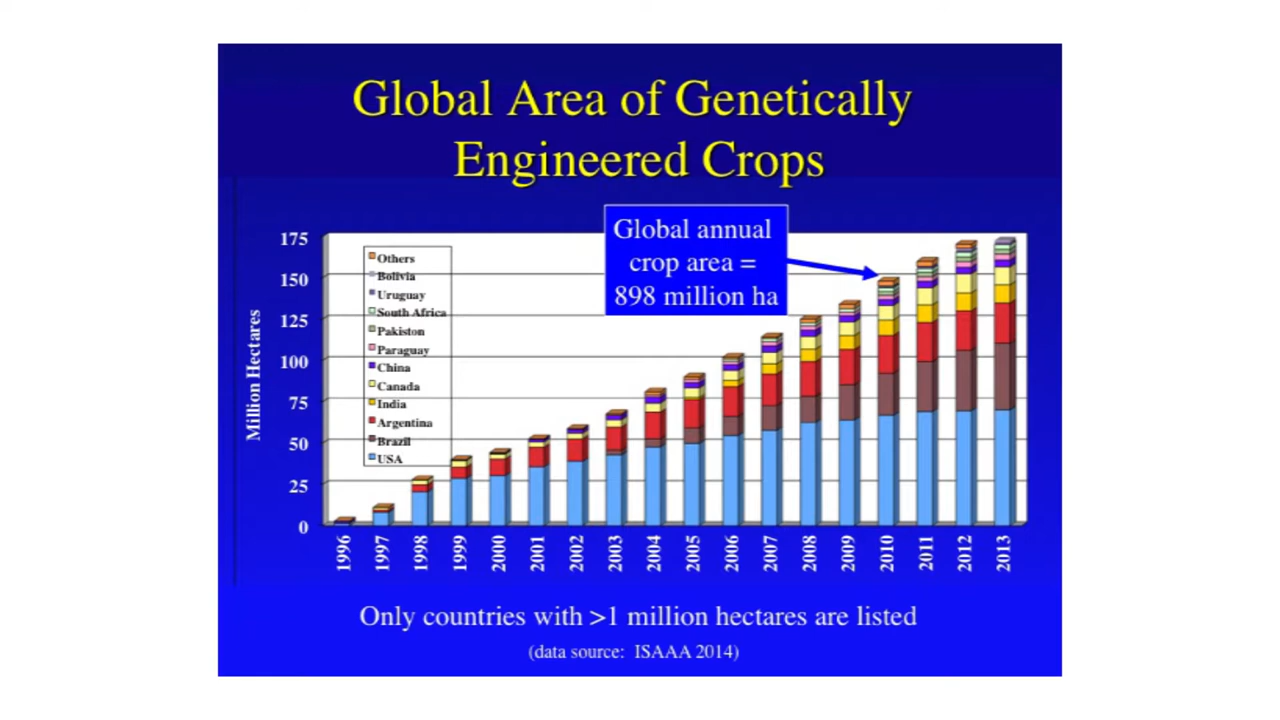 Global Area of Genetically
Engineered Crops
Global annual
crop area =
898 million ha
Million Hectares
175
150
125
100
75
50
25
0
Others
Bolivia
Uruguay
South Africa
Pakiston
Paraguay
China
Canada
India
Argentina
Brazil
USA
1996 1997 1998 1999 2000 2001 2002 2003 2004 2005 2006 2007 2008 2009 2010 2011 2012 2013
Only countries with >1 million hectares are listed
(data source: ISAAA 2014)